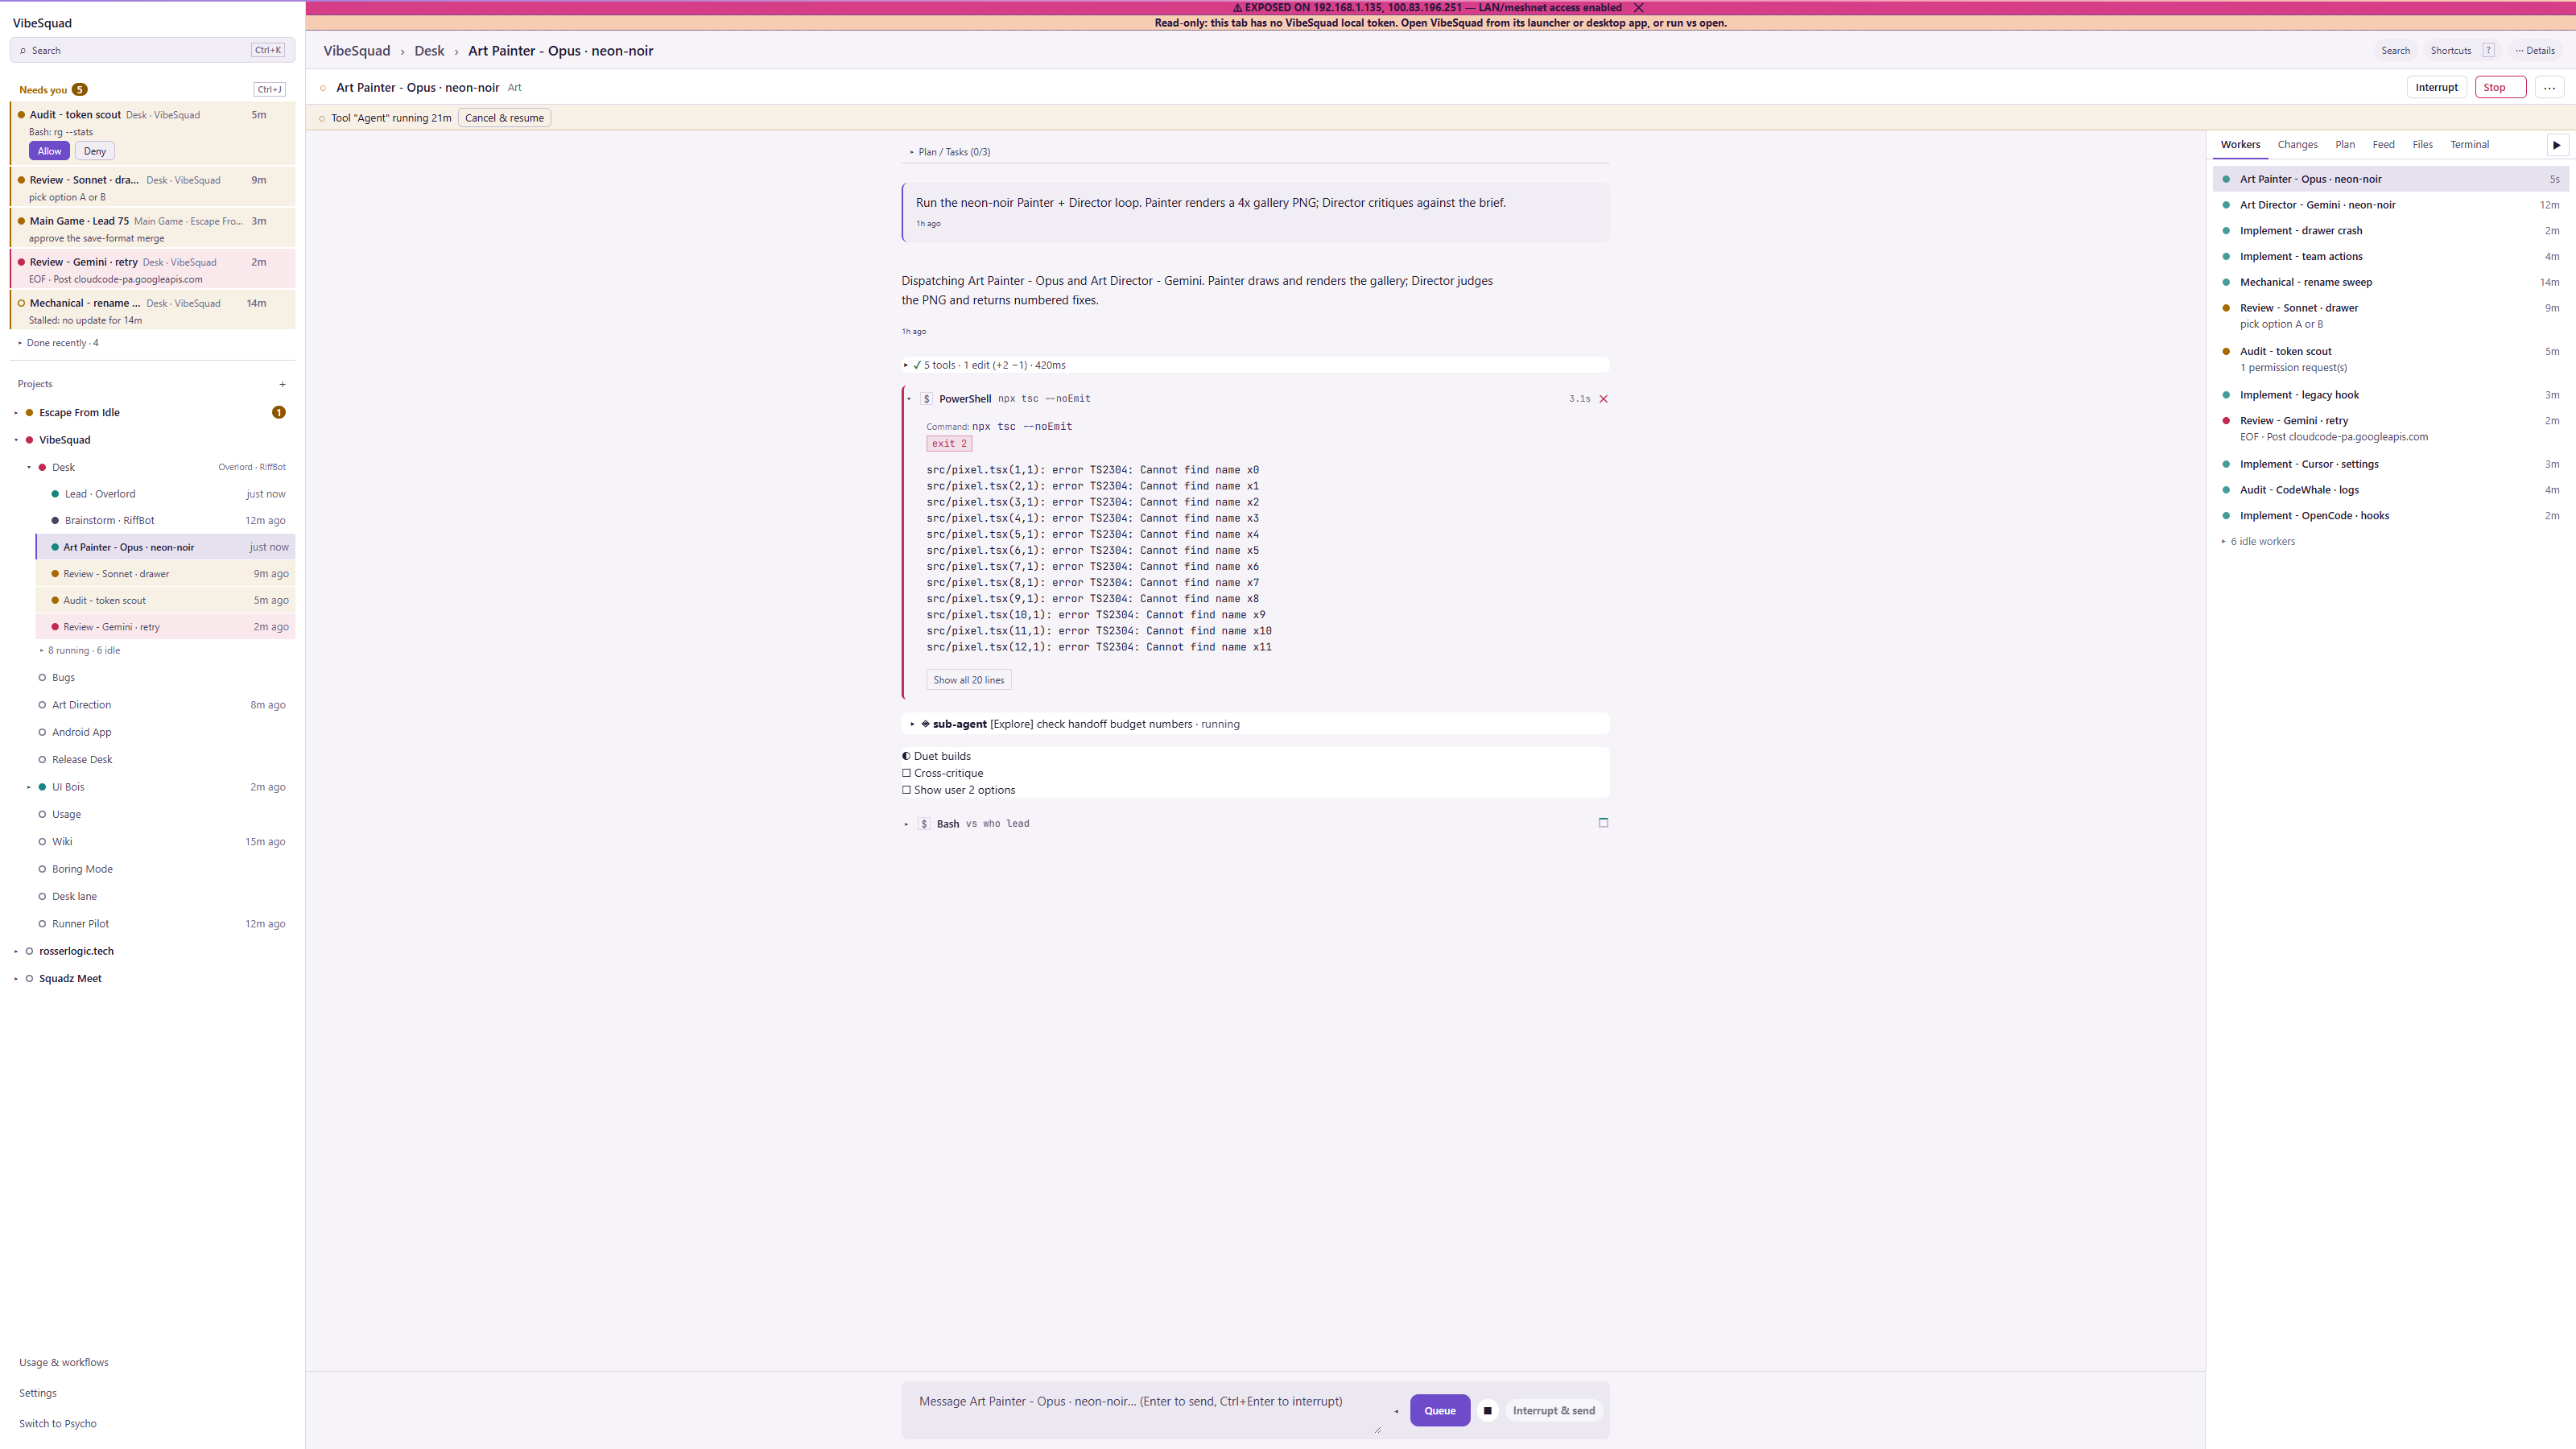 VibeSquad
Search Ctrl+K
Needs you 5 Ctrl+J
Audit - token scout Desk · VibeSquad 5m
Bash: rg --stats
Allow Deny
Review - Sonnet · dra... Desk · VibeSquad 9m
pick option A or B
Main Game · Lead 75 Main Game · Escape Fro... 3m
approve the save-format merge
Review - Gemini · retry Desk · VibeSquad 2m
EOF · Post cloudcode-pa.googleapis.com
Mechanical - rename ... Desk · VibeSquad 14m
Stalled: no update for 14m
Done recently · 4
Projects +
Escape From Idle 1
VibeSquad
Desk Overlord · RiffBot
Lead · Overlord just now
Brainstorm · RiffBot 12m ago
Art Painter - Opus · neon-noir just now
Review - Sonnet · drawer 9m ago
Audit - token scout 5m ago
Review - Gemini · retry 2m ago
8 running · 6 idle
Bugs
Art Direction 8m ago
Android App
Release Desk
UI Bois 2m ago
Usage
Wiki 15m ago
Boring Mode
Desk lane
Runner Pilot 12m ago
rosserlogic.tech
Squadz Meet
Usage & workflows
Settings
Switch to Psycho
⚠ EXPOSED ON 192.168.1.135, 100.83.196.251 — LAN/meshnet access enabled ✕
Read-only: this tab has no VibeSquad local token. Open VibeSquad from its launcher or desktop app, or run vs open.
VibeSquad › Desk › Art Painter - Opus · neon-noir
Search Shortcuts ? ··· Details
Art Painter - Opus · neon-noir Art
Interrupt Stop ...
Tool "Agent" running 21m Cancel & resume
Plan / Tasks (0/3)
Run the neon-noir Painter + Director loop. Painter renders a 4x gallery PNG; Director critiques against the brief.
1h ago
Dispatching Art Painter - Opus and Art Director - Gemini. Painter draws and renders the gallery; Director judges
the PNG and returns numbered fixes.
1h ago
✓ 5 tools · 1 edit (+2 −1) · 420ms
$ PowerShell npx tsc --noEmit 3.1s ✕
Command: npx tsc --noEmit
exit 2
src/pixel.tsx(1,1): error TS2304: Cannot find name x0
src/pixel.tsx(2,1): error TS2304: Cannot find name x1
src/pixel.tsx(3,1): error TS2304: Cannot find name x2
src/pixel.tsx(4,1): error TS2304: Cannot find name x3
src/pixel.tsx(5,1): error TS2304: Cannot find name x4
src/pixel.tsx(6,1): error TS2304: Cannot find name x5
src/pixel.tsx(7,1): error TS2304: Cannot find name x6
src/pixel.tsx(8,1): error TS2304: Cannot find name x7
src/pixel.tsx(9,1): error TS2304: Cannot find name x8
src/pixel.tsx(10,1): error TS2304: Cannot find name x9
src/pixel.tsx(11,1): error TS2304: Cannot find name x10
src/pixel.tsx(12,1): error TS2304: Cannot find name x11
Show all 20 lines
sub-agent [Explore] check handoff budget numbers · running
◐ Duet builds
☐ Cross-critique
☐ Show user 2 options
$ Bash vs who lead
Message Art Painter - Opus · neon-noir... (Enter to send, Ctrl+Enter to interrupt)
Queue Interrupt & send
Workers Changes Plan Feed Files Terminal
Art Painter - Opus · neon-noir 5s
Art Director - Gemini · neon-noir 12m
Implement - drawer crash 2m
Implement - team actions 4m
Mechanical - rename sweep 14m
Review - Sonnet · drawer 9m
pick option A or B
Audit - token scout 5m
1 permission request(s)
Implement - legacy hook 3m
Review - Gemini · retry 2m
EOF · Post cloudcode-pa.googleapis.com
Implement - Cursor · settings 3m
Audit - CodeWhale · logs 4m
Implement - OpenCode · hooks 2m
6 idle workers